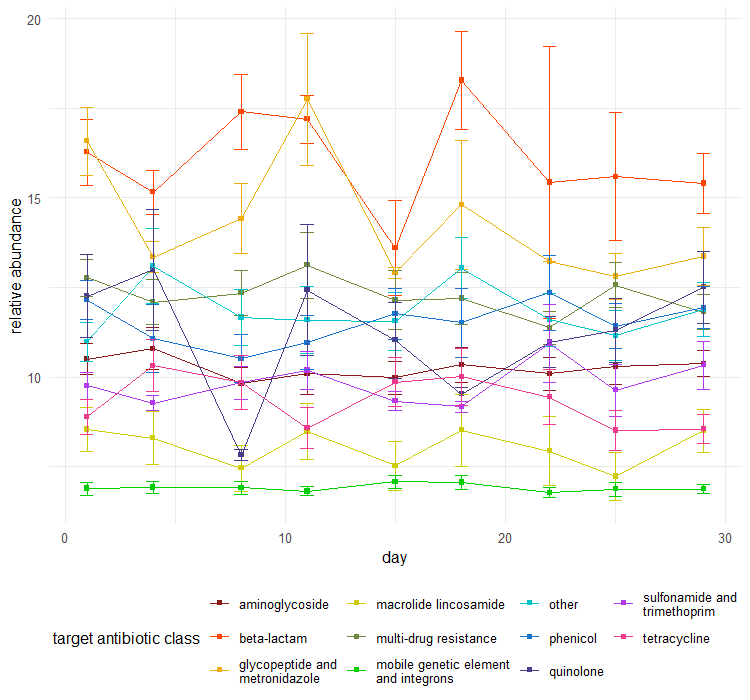 20
15
10
relative abundance
0
10
20
30
day
target antibiotic class
aminoglycoside
beta-lactam
glycopeptide and
metronidazole
macrolide lincosamide
multi-drug resistance
mobile genetic element
and integrons
other
phenicol
quinolone
sulfonamide and
trimethoprim
tetracycline